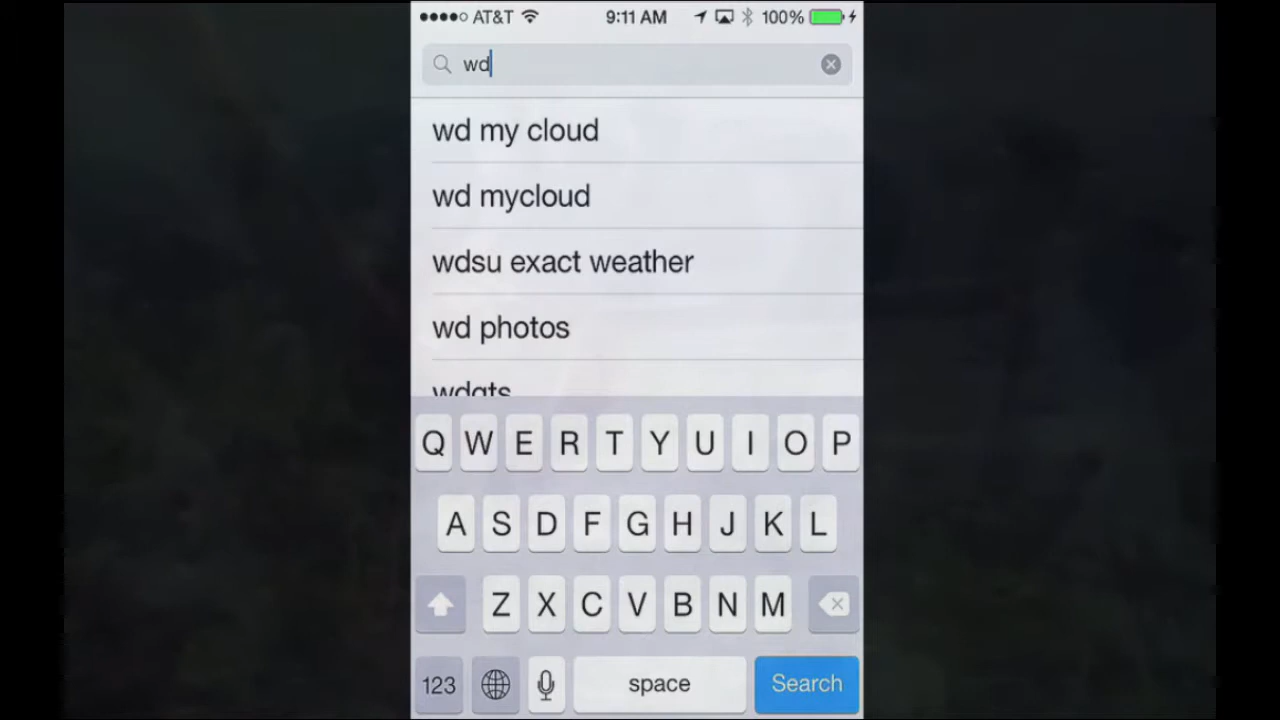 AT&T 9:11 AM 100%
wd
wd my cloud
wd mycloud
wdsu exact weather
wd photos
Q W E R T Y U I O P
A S D F G H J K L
Z X C V B N M
123 space Search